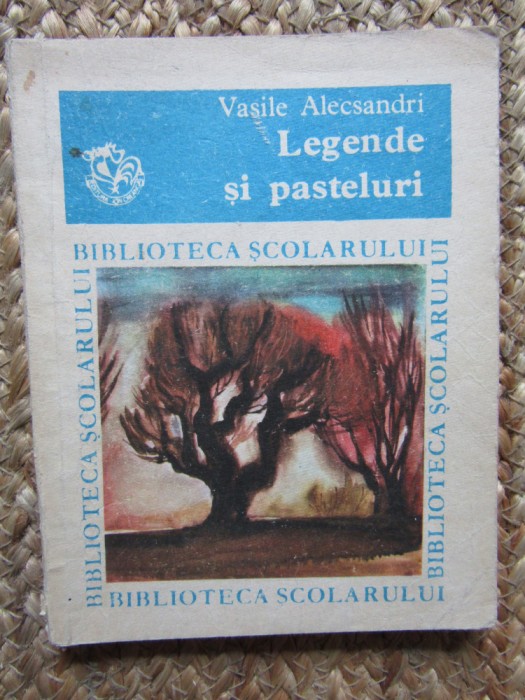 Vasile Alecsandri
Legende
și pasteluri
BIBLIOTECA ȘCOLARULUI
BIBLIOTECA ȘCOLARULUI
BIBLIOTECA ȘCOLARULUI
BIBLIOTECA ȘCOLARULUI